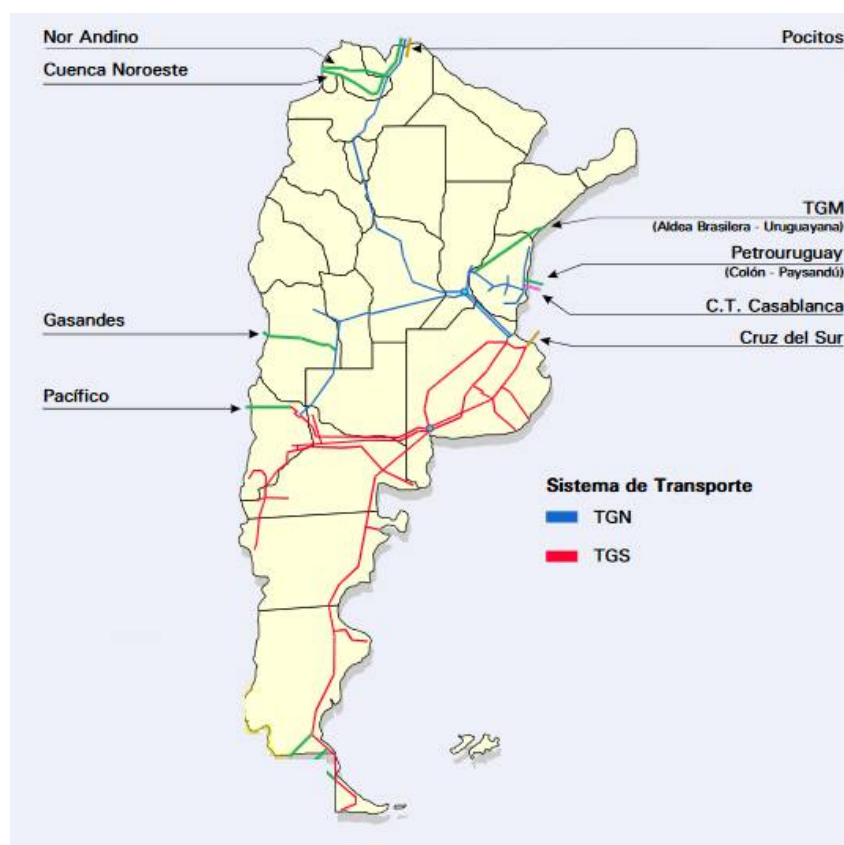 Nor Andino
Pocitos
Cuenca Noroeste
TGM
(Aldea Brasilera - Uruguayana)
Petrouruguay
(Colón - Paysandú)
C.T. Casablanca
Gasandes
Cruz del Sur
Pacífico
Sistema de Transporte
TGN
TGS